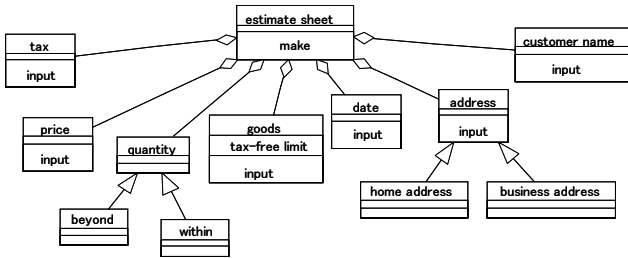 estimate sheet
make
tax
input
customer name
input
price
input
quantity
goods
tax-free limit
input
date
input
address
input
beyond
within
home address
business address